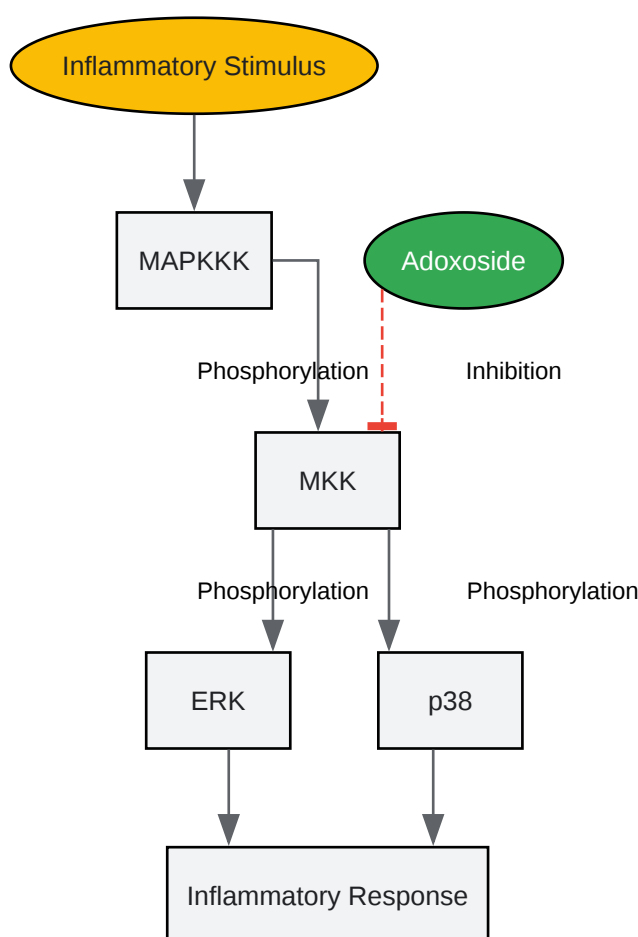 Inflammatory Stimulus
MAPKKK
Adoxoside
Phosphorylation
Inhibition
MKK
Phosphorylation
Phosphorylation
ERK
p38
Inflammatory Response